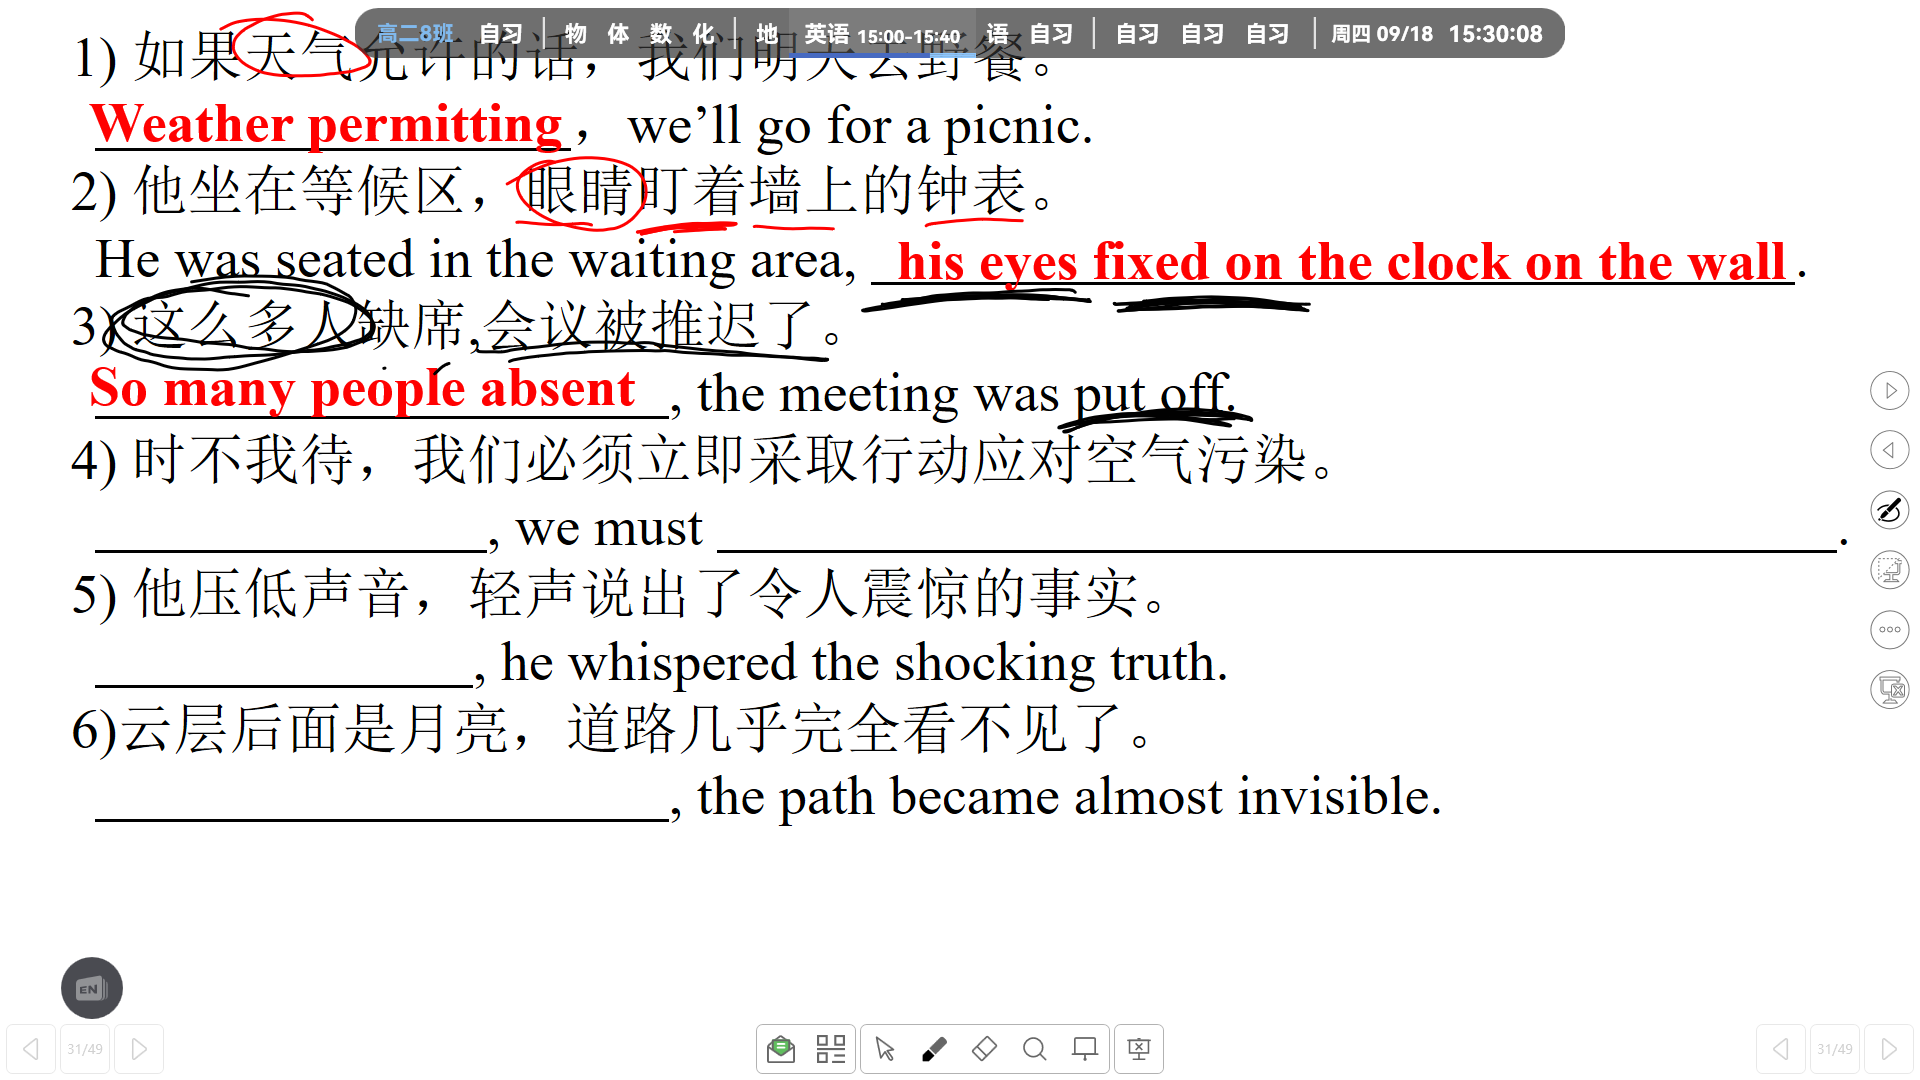 高二8班 自习 物 体 数 化 地 英语 15:00-15:40 语 自习 自习 自习 自习 周四 09/18 15:30:08
1) 如果天气允许的话，我们明天去野餐。
Weather permitting， we’ll go for a picnic.
2) 他坐在等候区，眼睛盯着墙上的钟表。
He was seated in the waiting area, his eyes fixed on the clock on the wall.
3) 这么多人缺席,会议被推迟了。
So many people absent, the meeting was put off.
4) 时不我待，我们必须立即采取行动应对空气污染。
, we must .
5) 他压低声音，轻声说出了令人震惊的事实。
, he whispered the shocking truth.
6)云层后面是月亮，道路几乎完全看不见了。
, the path became almost invisible.
EN
31/49
31/49